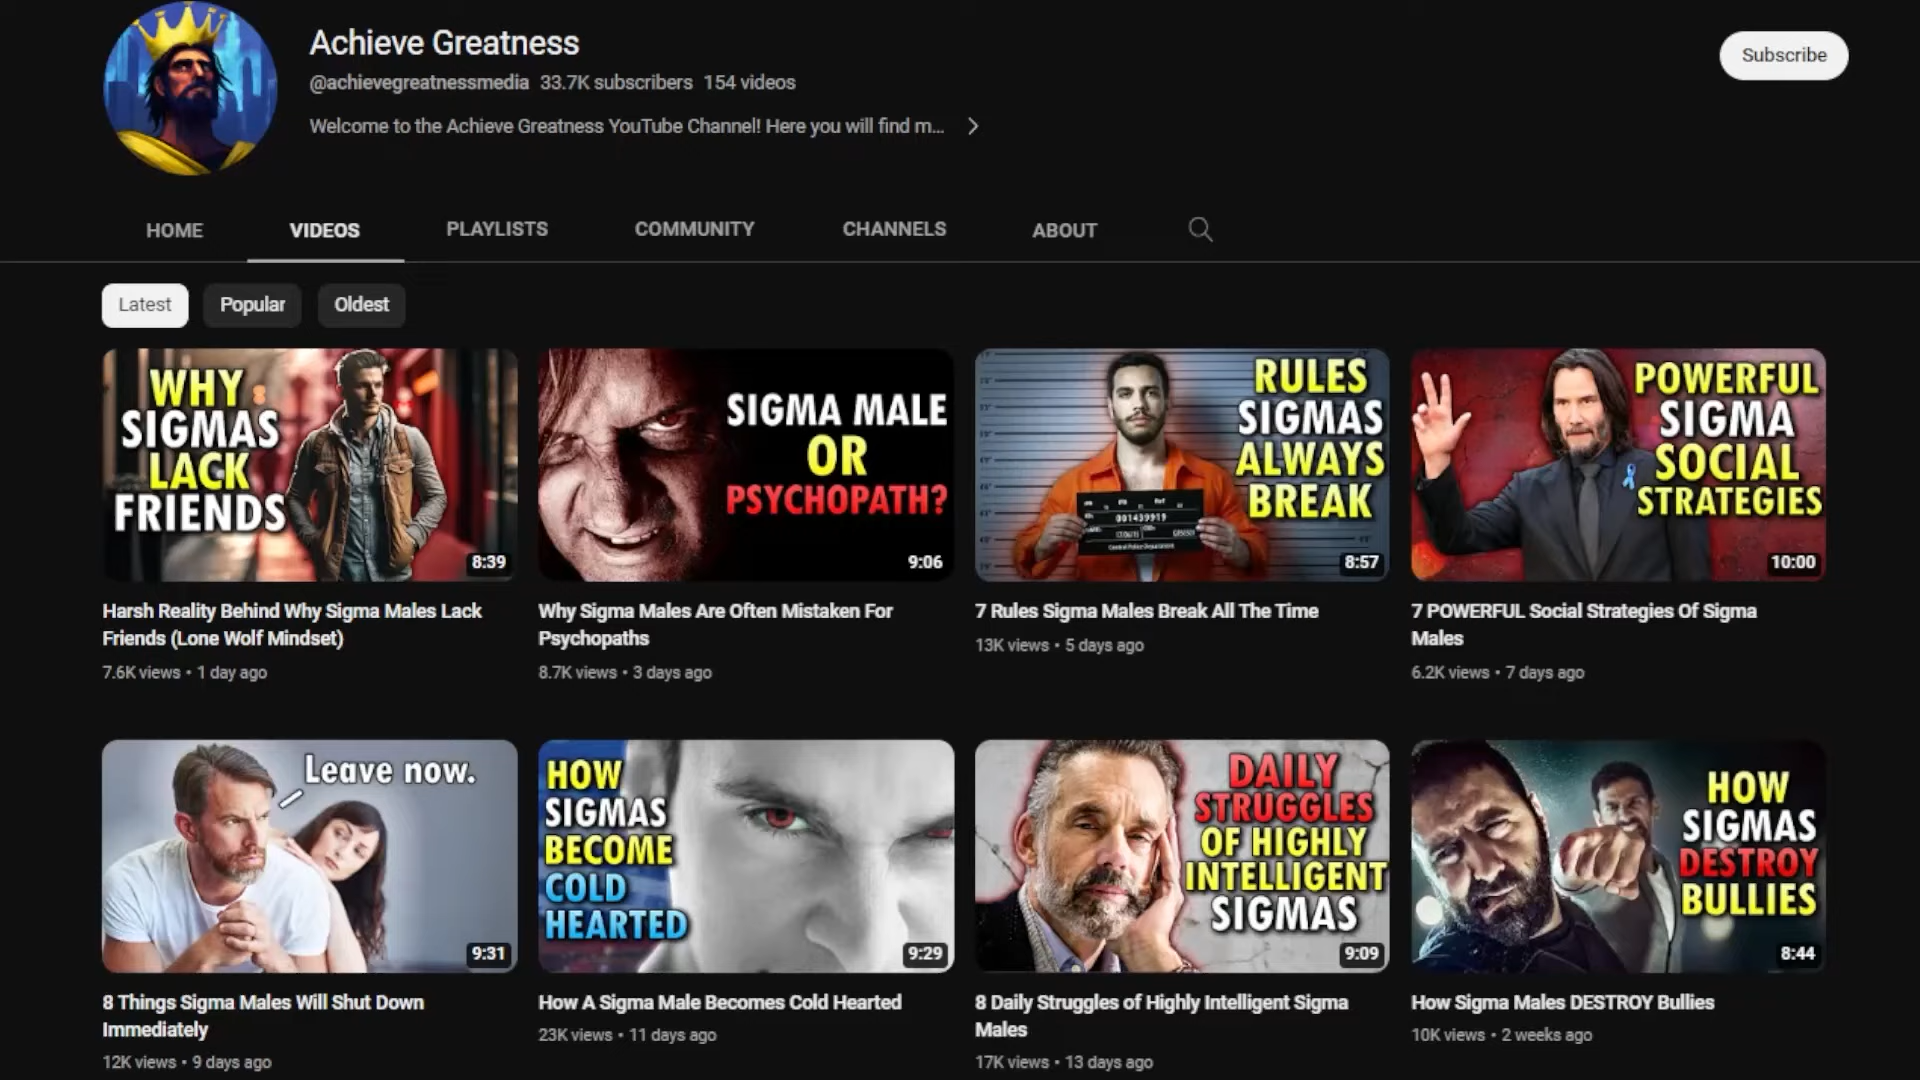 Achieve Greatness
Subscribe
@achievegreatnessmedia 33.7K subscribers 154 videos
Welcome to the Achieve Greatness YouTube Channel! Here you will find m...
HOME
VIDEOS
PLAYLISTS
COMMUNITY
CHANNELS
ABOUT
Latest
Popular
Oldest
WHY
SIGMAS
LACK
FRIENDS
8:39
SIGMA MALE
OR
PSYCHOPATH?
9:06
RULES
SIGMAS
ALWAYS
BREAK
001439919
Central Police Department
8:57
POWERFUL
SIGMA
SOCIAL
STRATEGIES
10:00
Harsh Reality Behind Why Sigma Males Lack
Friends (Lone Wolf Mindset)
7.6K views • 1 day ago
Why Sigma Males Are Often Mistaken For
Psychopaths
8.7K views • 3 days ago
7 Rules Sigma Males Break All The Time
13K views • 5 days ago
7 POWERFUL Social Strategies Of Sigma
Males
6.2K views • 7 days ago
Leave now.
9:31
HOW
SIGMAS
BECOME
COLD
HEARTED
9:29
DAILY
STRUGGLES
OF HIGHLY
INTELLIGENT
SIGMAS
9:09
HOW
SIGMAS
DESTROY
BULLIES
8:44
8 Things Sigma Males Will Shut Down
Immediately
12K views • 9 days ago
How A Sigma Male Becomes Cold Hearted
23K views • 11 days ago
8 Daily Struggles of Highly Intelligent Sigma
Males
17K views • 13 days ago
How Sigma Males DESTROY Bullies
10K views • 2 weeks ago